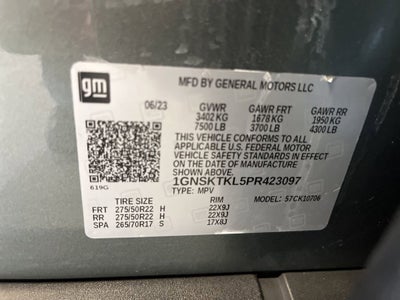 gm
MFD BY GENERAL MOTORS LLC
06/23 GVWR GAWR FRT GAWR RR
3402 KG 1678 KG 1950 KG
7500 LB 3700 LB 4300 LB
THIS VEHICLE CONFORMS TO ALL
APPLICABLE U.S. FEDERAL MOTOR
VEHICLE SAFETY STANDARDS IN EFFECT
ON THE DATE OF MANUFACTURE
SHOWN ABOVE.
619G 1GNSKTKL5PR423097
TYPE: MPV MODEL: 57CK10706
TIRE SIZE RIM
FRT 275/50R22 H 22X9J
RR 275/50R22 H 22X9J
SPA 265/70R17 S 17X8J